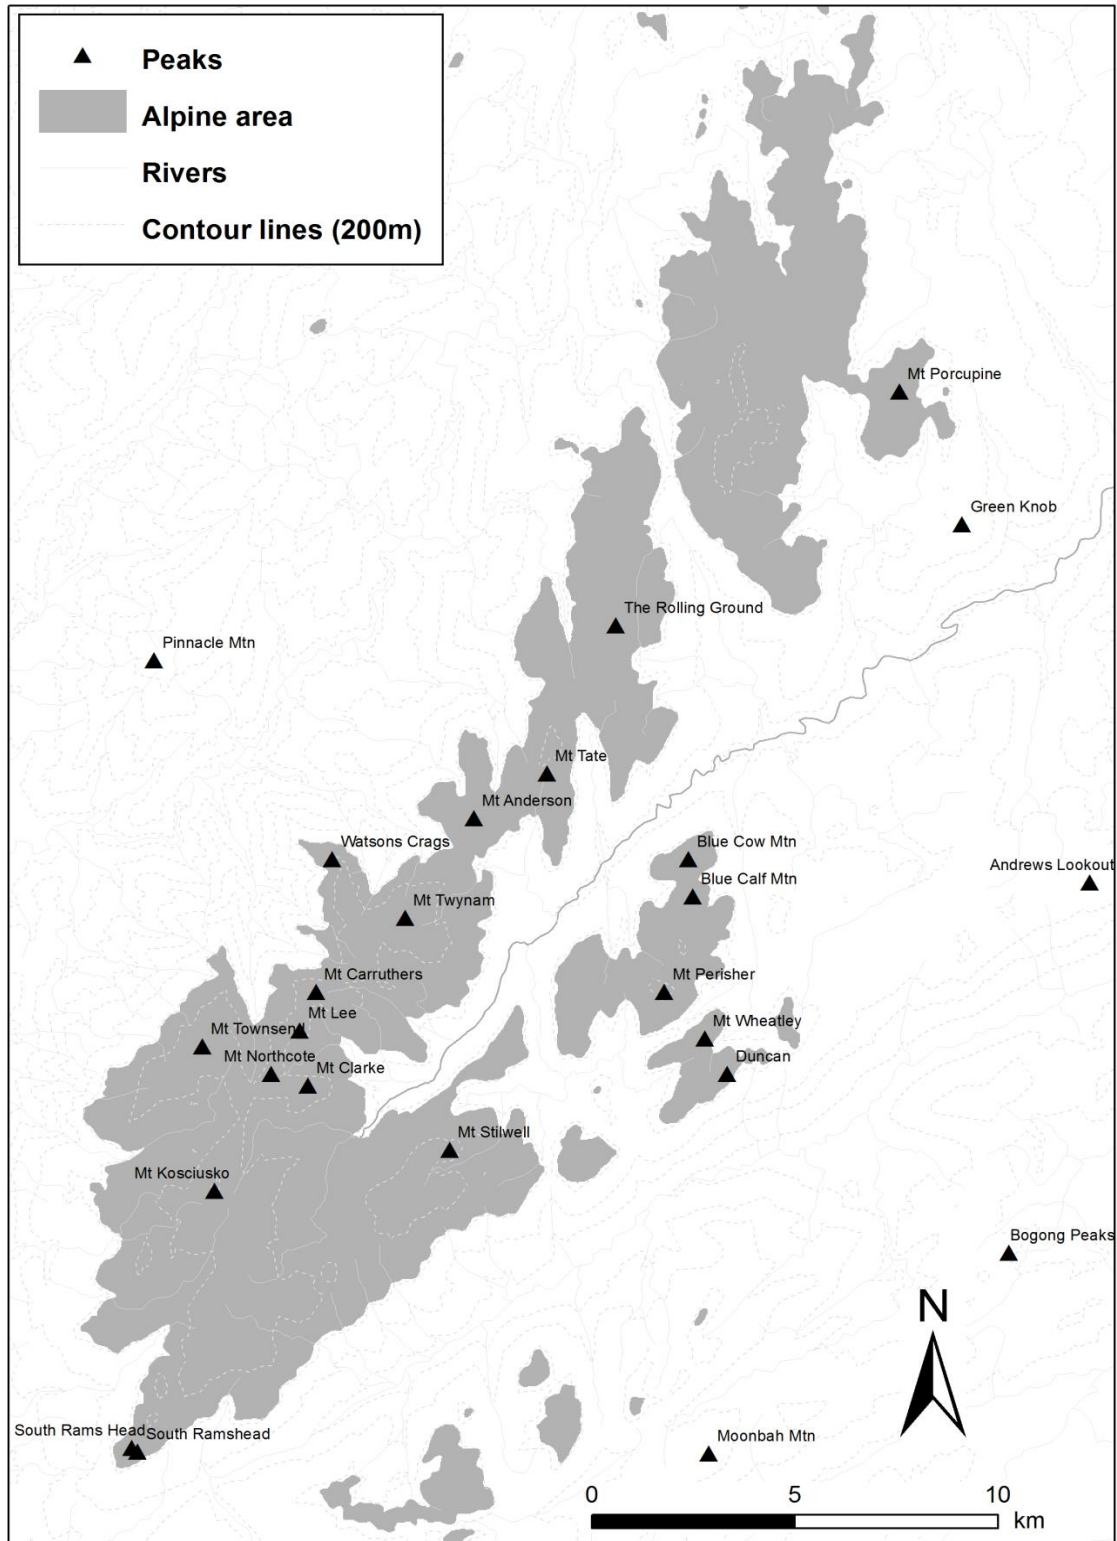 Peaks
Alpine area
Rivers
Contour lines (200m)
Mt Porcupine
Green Knob
The Rolling Ground
Pinnacle Mtn
Mt Tate
Mt Anderson
Watsons Crags
Blue Cow Mtn
Andrews Lookout
Blue Calf Mtn
Mt Twynam
Mt Carruthers
Mt Perisher
Mt Lee
Mt Wheatley
Mt Townsend
Mt Northcote
Duncan
Mt Clarke
Mt Stilwell
Mt Kosciusko
Bogong Peaks
N
South Rams Head
South Ramshead
Moonbah Mtn
0 5 10
km